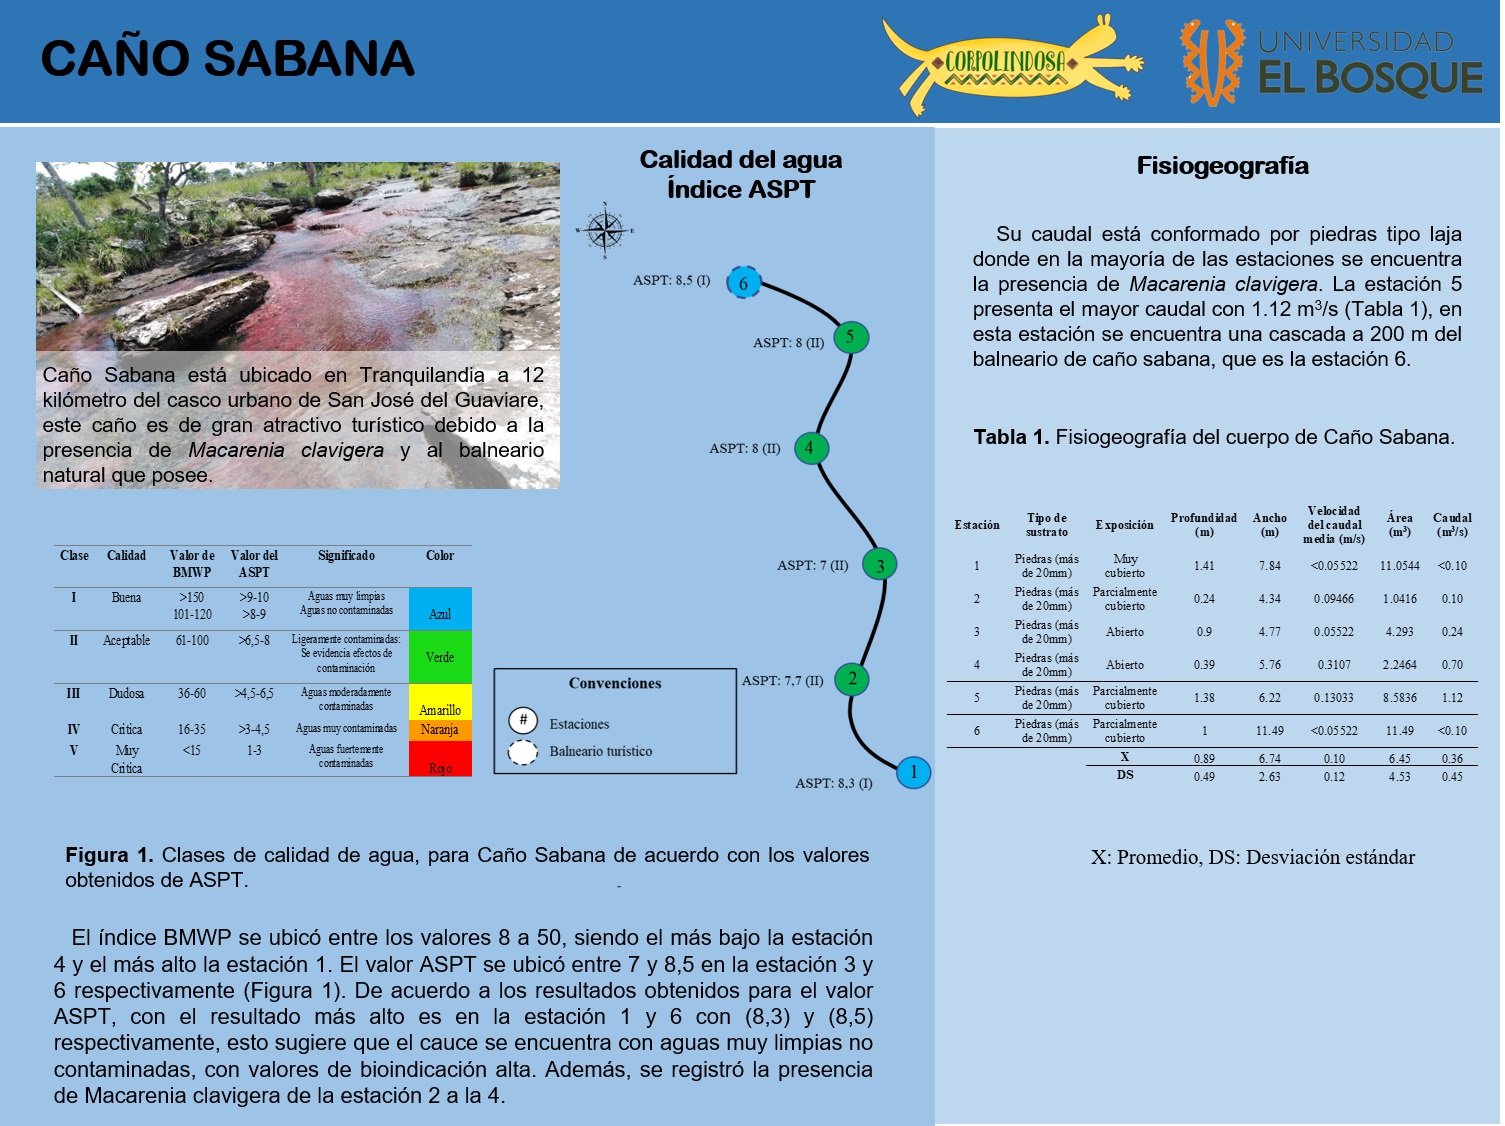 CAÑO SABANA
CORPOLINDOSA
UNIVERSIDAD
EL BOSQUE
Caño Sabana está ubicado en Tranquilandia a 12
kilómetro del casco urbano de San José del Guaviare,
este caño es de gran atractivo turístico debido a la
presencia de Macarenia clavigera y al balneario
natural que posee.
Clase Calidad Valor de BMWP Valor del ASPT Significado Color
I Buena >150 >9-10 Aguas muy limpias
101-120 >8-9 Aguas no contaminadas Azul
II Aceptable 61-100 >6,5-8 Ligeramente contaminadas:
Se evidencia efectos de
contaminación
Verde
III Dudosa 36-60 >4,5-6,5 Aguas moderadamente
contaminadas
Amarillo
IV Critica 16-35 >3-4,5 Aguas muy contaminadas Naranja
V Muy
Critica
<15 1-3 Aguas fuertemente
contaminadas
Rojo
Calidad del agua
Índice ASPT
N
W E
S
ASPT: 8,5 (I) 6
ASPT: 8 (II) 5
ASPT: 8 (II) 4
ASPT: 7 (II) 3
ASPT: 7,7 (II) 2
ASPT: 8,3 (I) 1
Convenciones
# Estaciones
Balneario turístico
Figura 1. Clases de calidad de agua, para Caño Sabana de acuerdo con los valores
obtenidos de ASPT.
-
El índice BMWP se ubicó entre los valores 8 a 50, siendo el más bajo la estación
4 y el más alto la estación 1. El valor ASPT se ubicó entre 7 y 8,5 en la estación 3 y
6 respectivamente (Figura 1). De acuerdo a los resultados obtenidos para el valor
ASPT, con el resultado más alto es en la estación 1 y 6 con (8,3) y (8,5)
respectivamente, esto sugiere que el cauce se encuentra con aguas muy limpias no
contaminadas, con valores de bioindicación alta. Además, se registró la presencia
de Macarenia clavigera de la estación 2 a la 4.
Fisiogeografía
Su caudal está conformado por piedras tipo laja
donde en la mayoría de las estaciones se encuentra
la presencia de Macarenia clavigera. La estación 5
presenta el mayor caudal con 1.12 m³/s (Tabla 1), en
esta estación se encuentra una cascada a 200 m del
balneario de caño sabana, que es la estación 6.
Tabla 1. Fisiogeografía del cuerpo de Caño Sabana.
Estación Tipo de sustrato Exposición Profundidad (m) Ancho (m) Velocidad del caudal media (m/s) Área (m³) Caudal (m³/s)
1 Piedras (más de 20mm) Muy cubierto 1.41 7.84 <0.05522 11.0544 <0.10
2 Piedras (más de 20mm) Parcialmente cubierto 0.24 4.34 0.09466 1.0416 0.10
3 Piedras (más de 20mm) Abierto 0.9 4.77 0.05522 4.293 0.24
4 Piedras (más de 20mm) Abierto 0.39 5.76 0.3107 2.2464 0.70
5 Piedras (más de 20mm) Parcialmente cubierto 1.38 6.22 0.13033 8.5836 1.12
6 Piedras (más de 20mm) Parcialmente cubierto 1 11.49 <0.05522 11.49 <0.10
X 0.89 6.74 0.10 6.45 0.36
DS 0.49 2.63 0.12 4.53 0.45
X: Promedio, DS: Desviación estándar